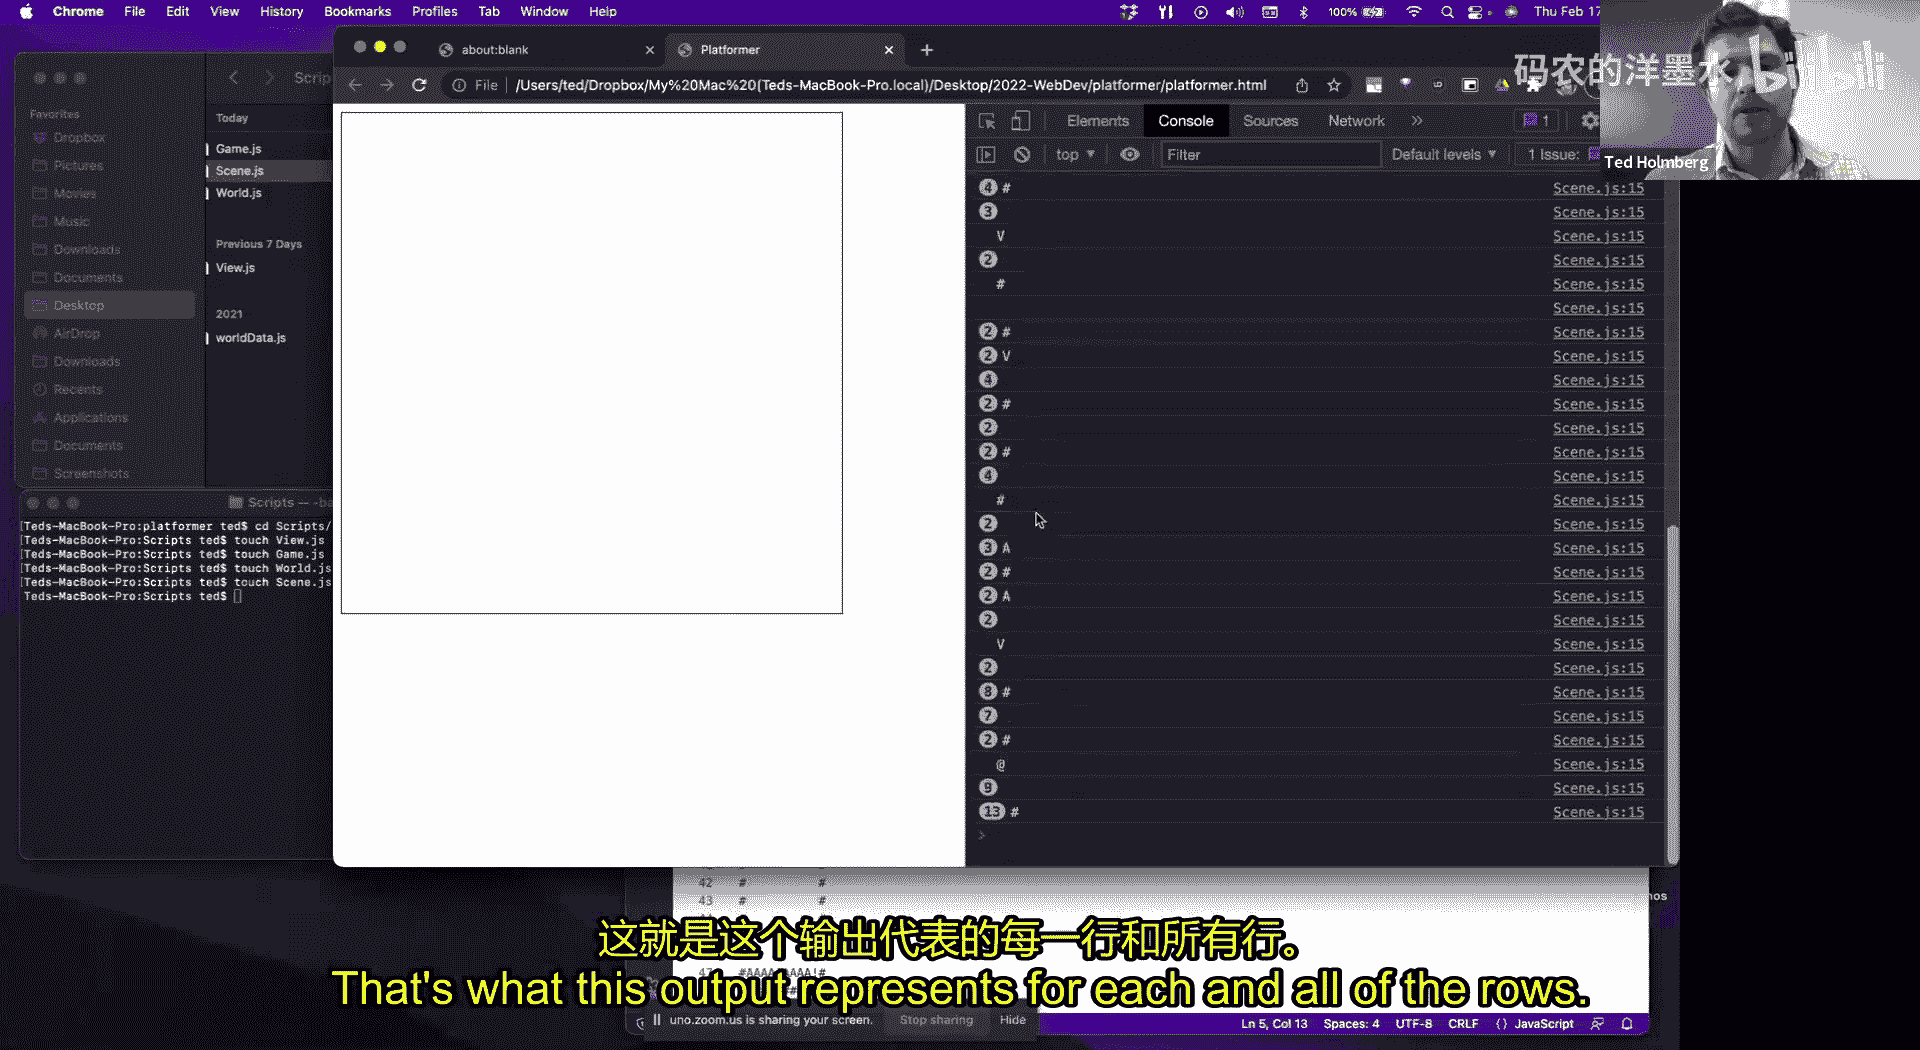 Chrome File Edit View History Bookmarks Profiles Tab Window Help
100%
Thu Feb 17
about:blank
Platformer
File /Users/ted/Dropbox/My%20Mac%20(Teds-MacBook-Pro.local)/Desktop/2022-WebDev/platformer/platformer.html
码农的洋墨水
bilibili
Ted Holmberg
Scrip
Favorites
Dropbox
Pictures
Movies
Music
Downloads
Documents
Desktop
AirDrop
Downloads
Recents
Applications
Documents
Screenshots
Today
Game.js
Scene.js
World.js
Previous 7 Days
View.js
2021
worldData.js
Scripts — -ba
[Teds-MacBook-Pro:platformer ted$ cd Scripts/
[Teds-MacBook-Pro:Scripts ted$ touch View.js
[Teds-MacBook-Pro:Scripts ted$ touch Game.js
[Teds-MacBook-Pro:Scripts ted$ touch World.js
[Teds-MacBook-Pro:Scripts ted$ touch Scene.js
Teds-MacBook-Pro:Scripts ted$
Elements Console Sources Network » 1
top Filter Default levels 1 Issue:
4 # Scene.js:15
3 Scene.js:15
V Scene.js:15
2 Scene.js:15
# Scene.js:15
Scene.js:15
2 # Scene.js:15
2 V Scene.js:15
4 Scene.js:15
2 # Scene.js:15
2 Scene.js:15
2 # Scene.js:15
4 Scene.js:15
# Scene.js:15
2 Scene.js:15
3 A Scene.js:15
2 # Scene.js:15
2 A Scene.js:15
2 Scene.js:15
V Scene.js:15
2 Scene.js:15
8 # Scene.js:15
7 Scene.js:15
2 # Scene.js:15
@ Scene.js:15
9 Scene.js:15
13 # Scene.js:15
>
42 # #
43 # #
这就是这个输出代表的每一行和所有行。
That's what this output represents for each and all of the rows.
uno.zoom.us is sharing your screen. Stop sharing Hide
Ln 5, Col 13 Spaces: 4 UTF-8 CRLF {} JavaScript